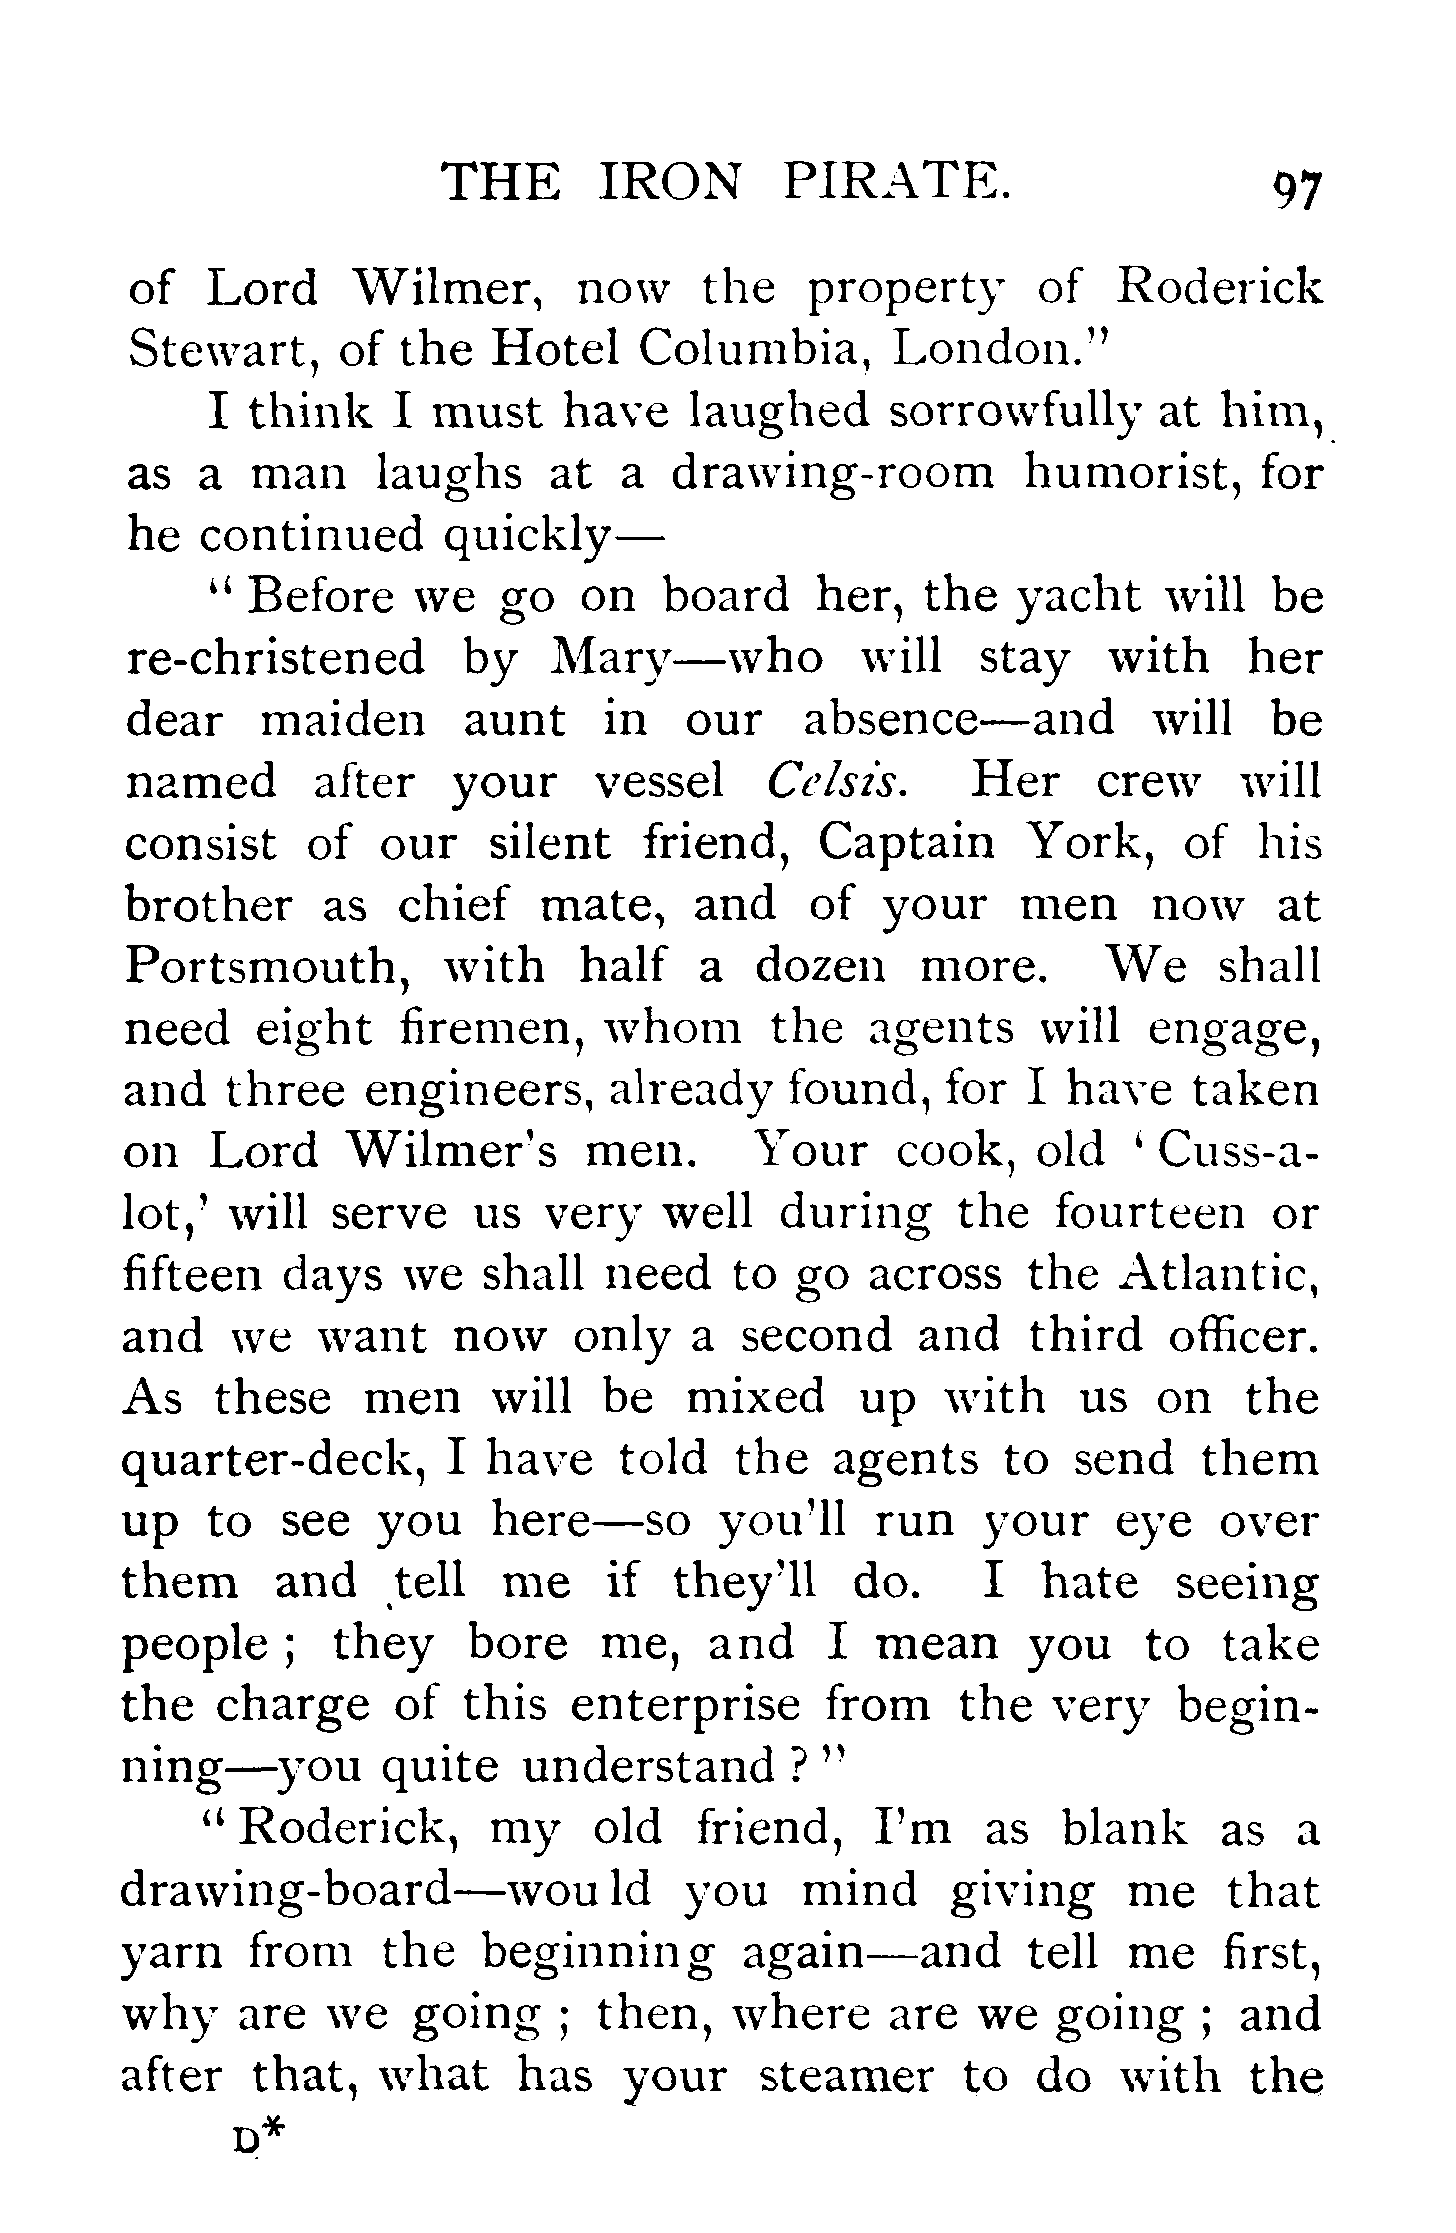 THE IRON PIRATE. 97
of Lord Wilmer, now the property of Roderick
Stewart, of the Hotel Columbia, London."
I think I must have laughed sorrowfully at him,
as a man laughs at a drawing-room humorist, for
he continued quickly—
"Before we go on board her, the yacht will be
re-christened by Mary—who will stay with her
dear maiden aunt in our absence—and will be
named after your vessel Celsis. Her crew will
consist of our silent friend, Captain York, of his
brother as chief mate, and of your men now at
Portsmouth, with half a dozen more. We shall
need eight firemen, whom the agents will engage,
and three engineers, already found, for I have taken
on Lord Wilmer's men. Your cook, old 'Cuss-a-
lot,' will serve us very well during the fourteen or
fifteen days we shall need to go across the Atlantic,
and we want now only a second and third officer.
As these men will be mixed up with us on the
quarter-deck, I have told the agents to send them
up to see you here—so you'll run your eye over
them and tell me if they'll do. I hate seeing
people; they bore me, and I mean you to take
the charge of this enterprise from the very begin-
ning—you quite understand?"
"Roderick, my old friend, I'm as blank as a
drawing-board—would you mind giving me that
yarn from the beginning again—and tell me first,
why are we going; then, where are we going; and
after that, what has your steamer to do with the
D*